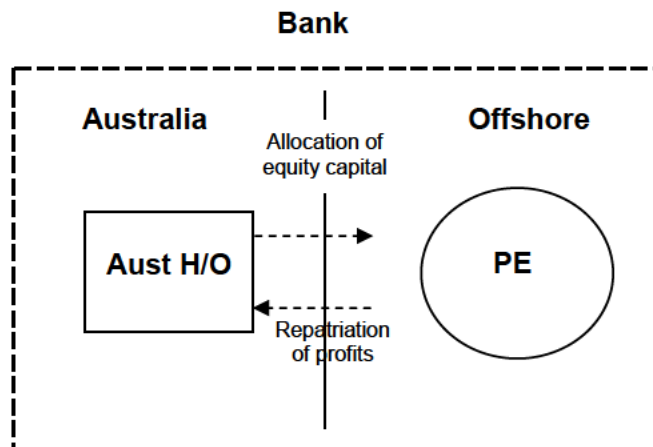 Bank
Australia
Offshore
Allocation of
equity capital
Aust H/O
PE
Repatriation
of profits